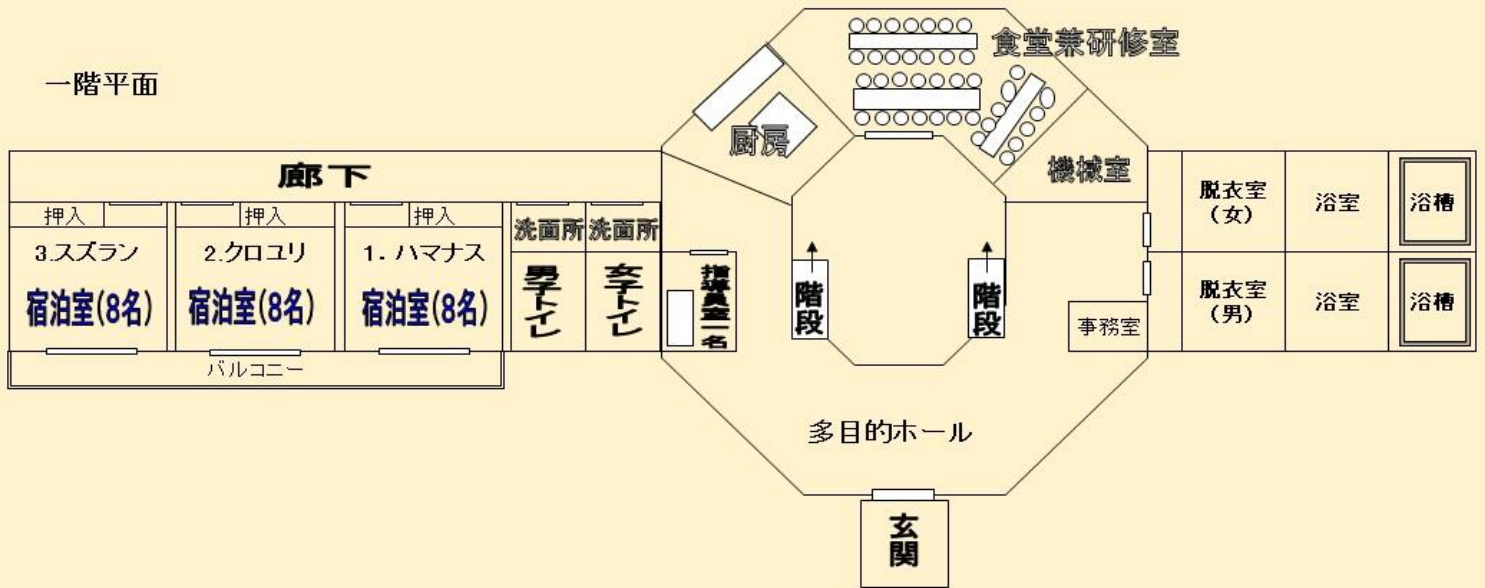 一階平面
食堂兼研修室
厨房
機械室
廊下
押入
押入
押入
3.スズラン
宿泊室(8名)
2.クロユリ
宿泊室(8名)
1.ハマナス
宿泊室(8名)
バルコニー
洗面所
洗面所
男子トイレ
女子トイレ
指導員室一名
階段
階段
事務室
脱衣室
(女)
浴室
浴槽
脱衣室
(男)
浴室
浴槽
多目的ホール
玄関